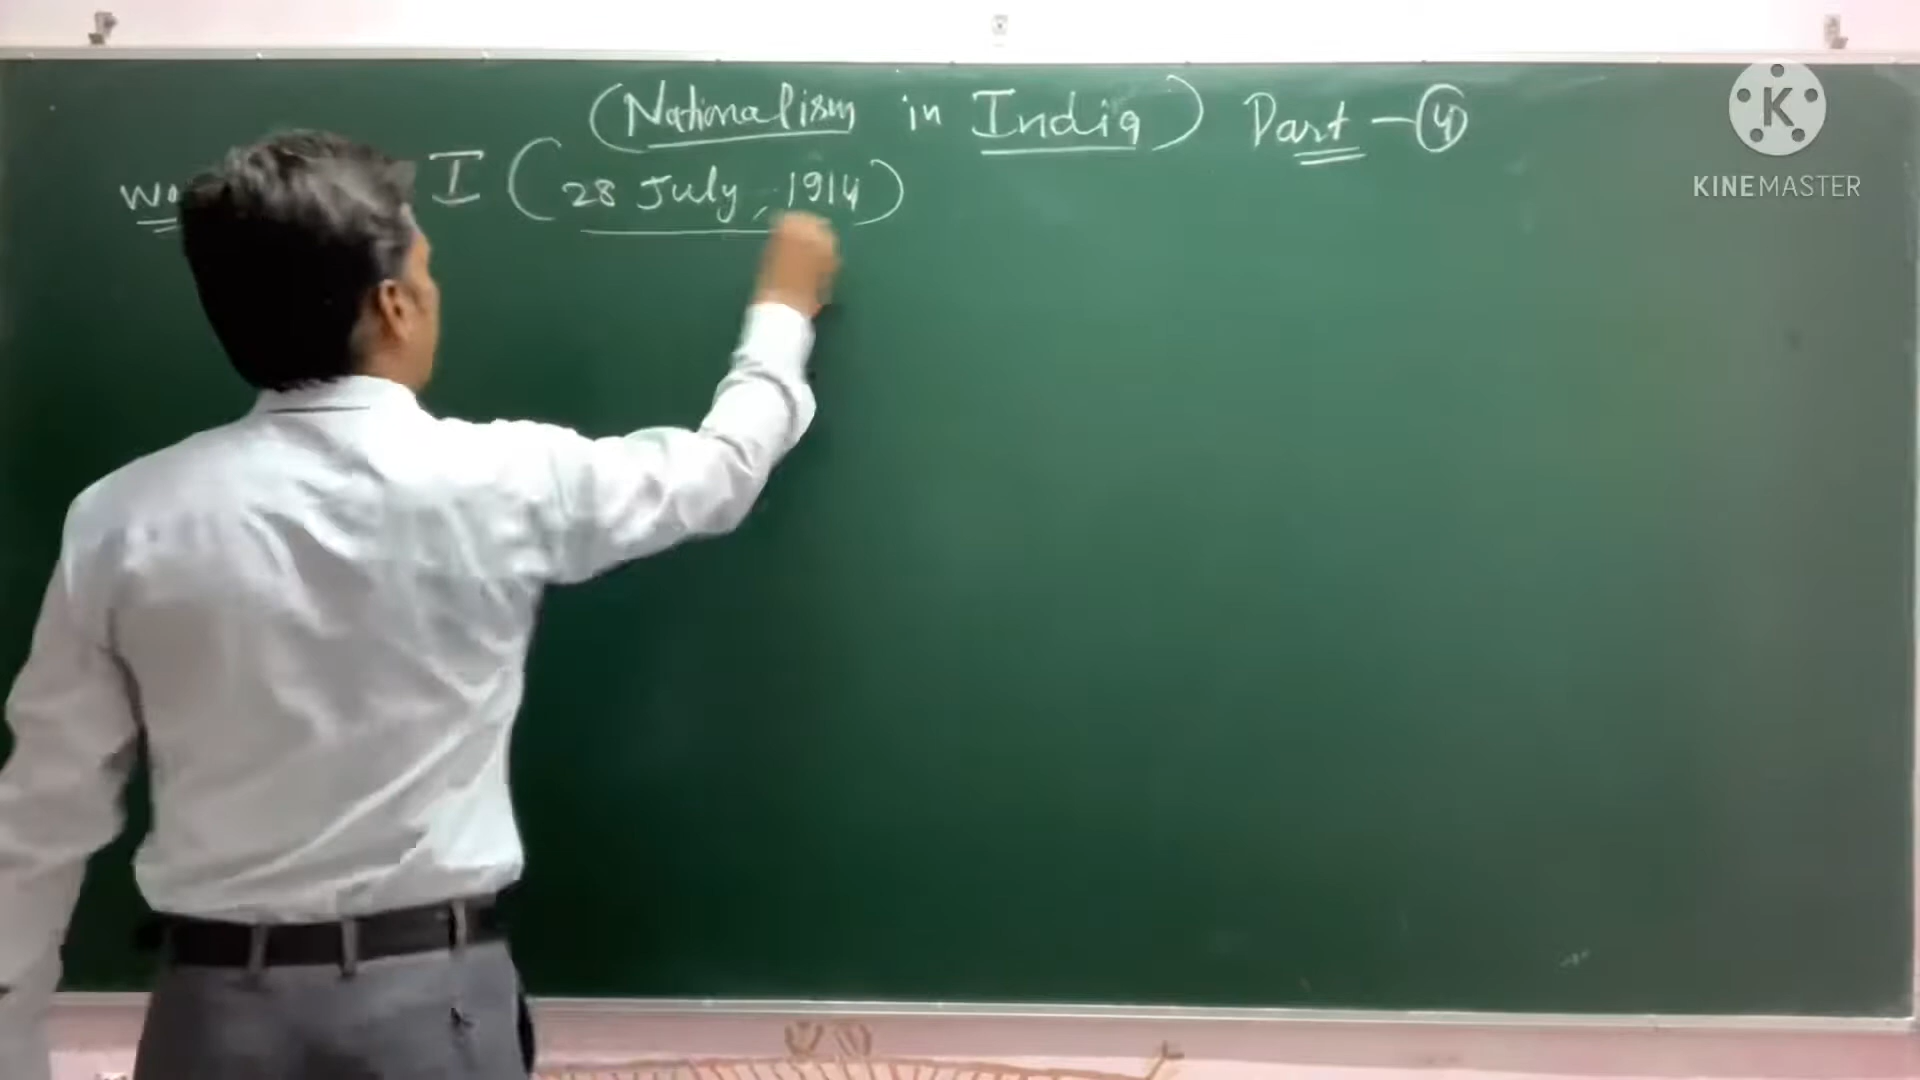 (Nationalism in India) Part - 4
I (28 July, 1914)
KINEMASTER